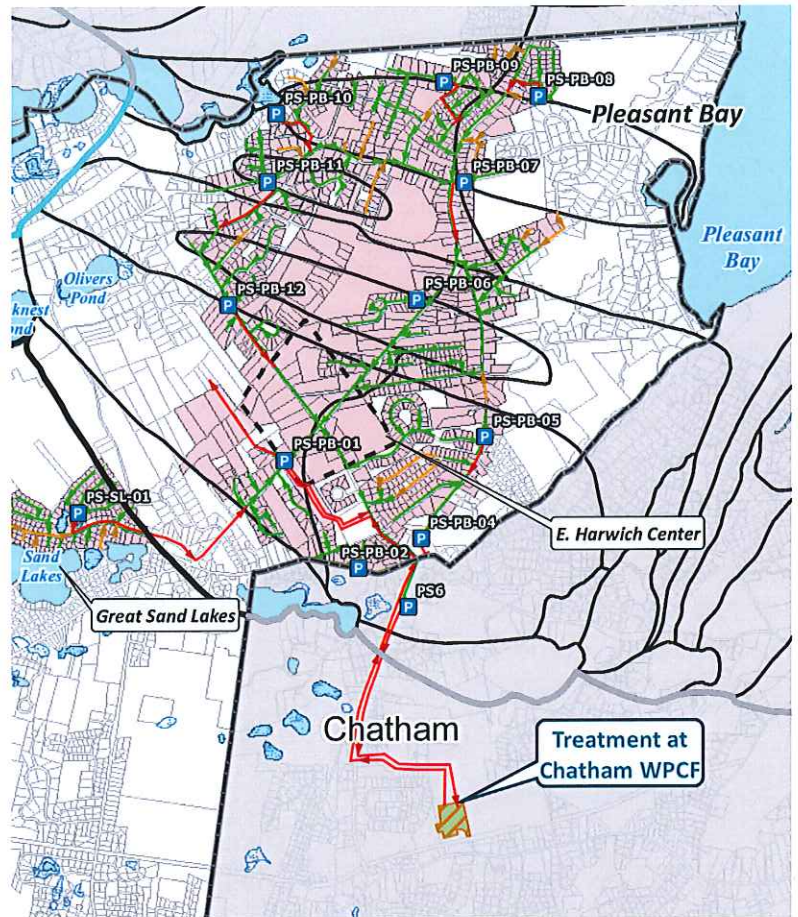 PS-PB-09
PS-PB-08
PS-PB-10
Pleasant Bay
PS-PB-11
PS-PB-07
Pleasant
Bay
Olivers
Pond
PS-PB-12
PS-PB-06
PS-PB-05
PS-PB-01
PS-SL-01
PS-PB-04
E. Harwich Center
PS-PB-02
Sand
Lakes
PS6
Great Sand Lakes
Chatham
Treatment at
Chatham WPCF
P
P
P
P
P
P
P
P
P
P
P
P
P